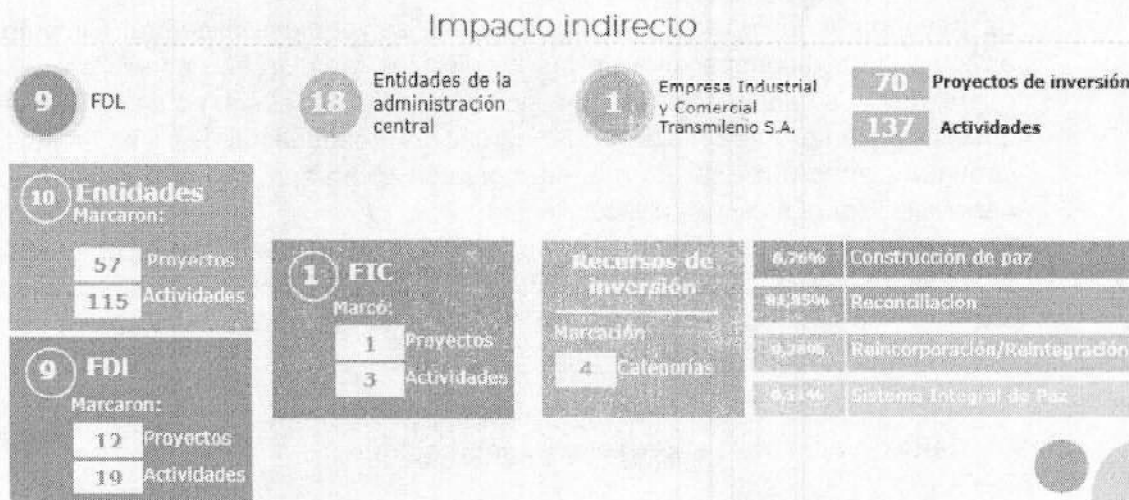 Impacto indirecto
9 FDL
18 Entidades de la
administración
central
1 Empresa Industrial
y Comercial
Transmilenio S.A.
70 Proyectos de inversión
137 Actividades
10 Entidades
Marcaron:
57 Proyectos
115 Actividades
9 FDI
Marcaron:
12 Proyectos
19 Actividades
1 EIC
Marcó:
1 Proyectos
3 Actividades
Recursos de
inversión
Marcación
4 Categorías
6,76% Construcción de paz
Reconciliación
Reincorporación/Reintegración
Sistema Integral de Paz